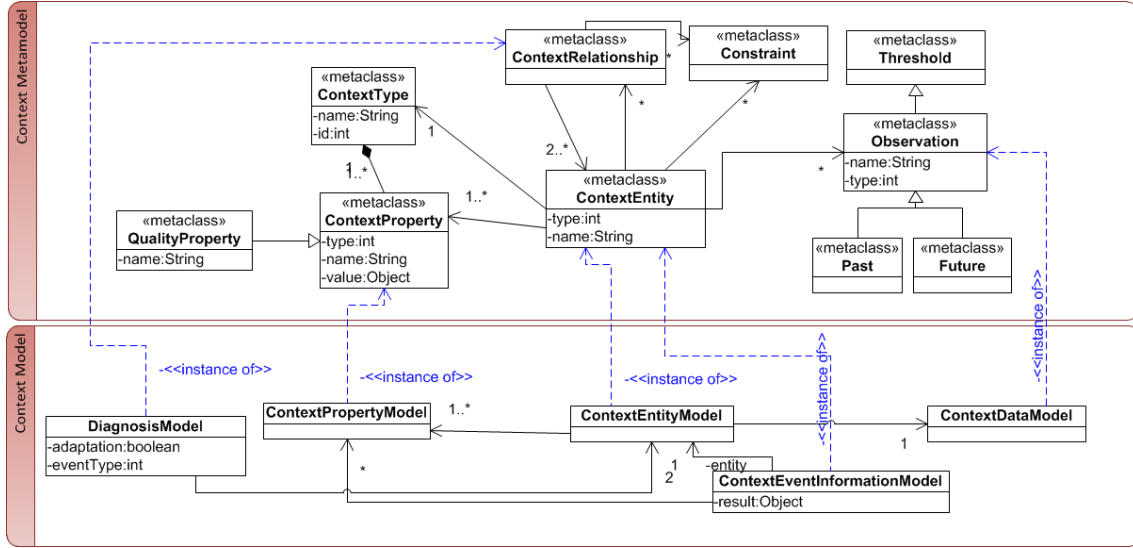 Context Metamodel
«metaclass»
ContextRelationship
*
«metaclass»
Constraint
«metaclass»
Threshold
«metaclass»
ContextType
-name:String
-id:int
1
*
*
«metaclass»
Observation
-name:String
-type:int
2..*
*
1
1..*
1..*
«metaclass»
ContextEntity
-type:int
-name:String
«metaclass»
QualityProperty
-name:String
«metaclass»
ContextProperty
-type:int
-name:String
-value:Object
«metaclass»
Past
«metaclass»
Future
Context Model
-<<instance of>>
-<<instance of>>
-<<instance of>>
-<<instance of>>
-<<instance of>>
DiagnosisModel
-adaptation:boolean
-eventType:int
ContextPropertyModel
1..*
ContextEntityModel
1
ContextDataModel
*
2
1
-entity
ContextEventInformationModel
-result:Object